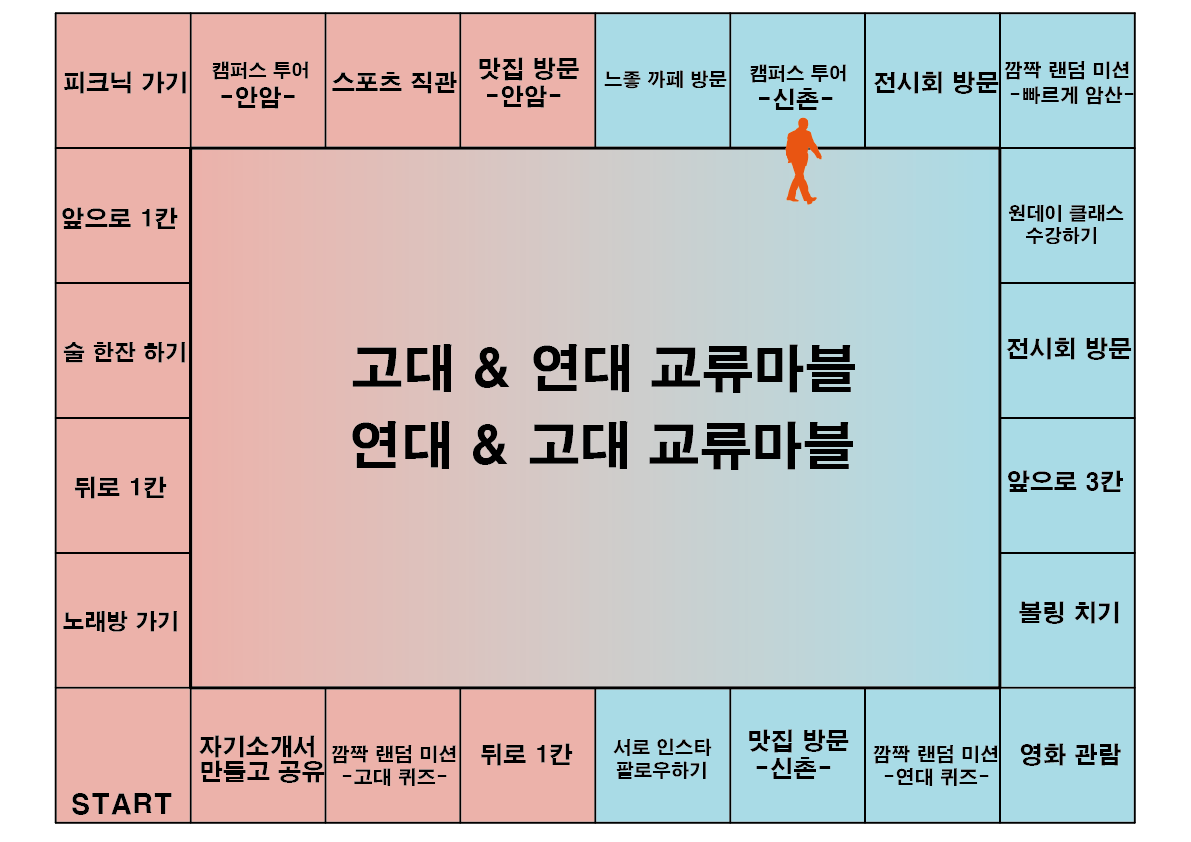 피크닉 가기
캠퍼스 투어
-안암-
스포츠 직관
맛집 방문
-안암-
느좋 까페 방문
캠퍼스 투어
-신촌-
전시회 방문
깜짝 랜덤 미션
-빠르게 암산-
앞으로 1칸
원데이 클래스
수강하기
술 한잔 하기
전시회 방문
고대 & 연대 교류마블
연대 & 고대 교류마블
뒤로 1칸
앞으로 3칸
노래방 가기
볼링 치기
START
자기소개서
만들고 공유
깜짝 랜덤 미션
-고대 퀴즈-
뒤로 1칸
서로 인스타
팔로우하기
맛집 방문
-신촌-
깜짝 랜덤 미션
-연대 퀴즈-
영화 관람